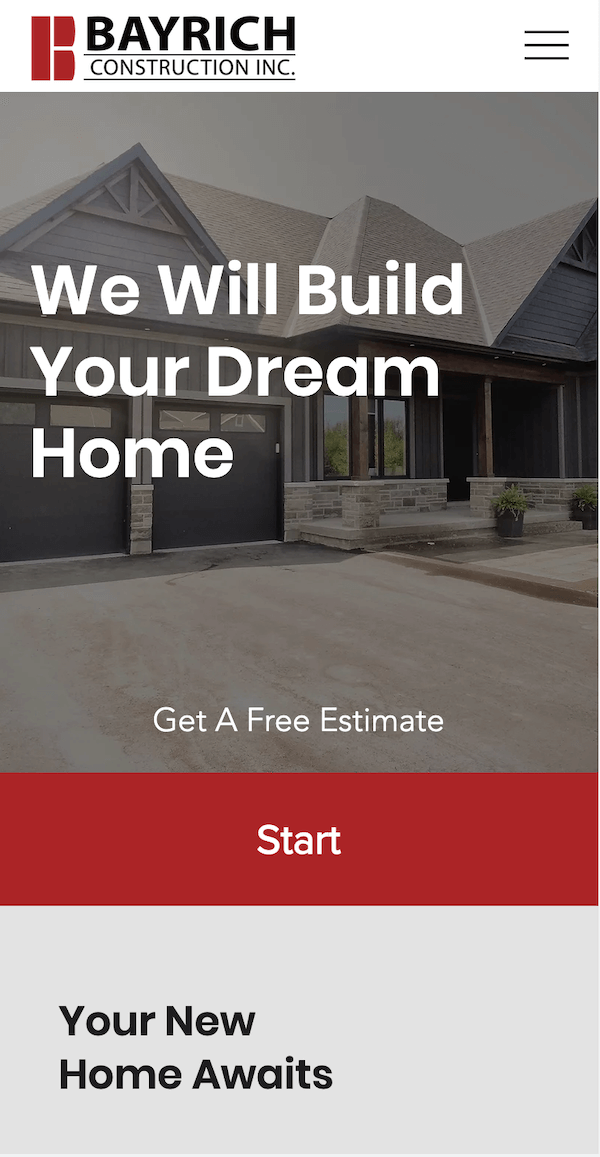 BAYRICH
CONSTRUCTION INC.
We Will Build
Your Dream
Home
Get A Free Estimate
Start
Your New
Home Awaits